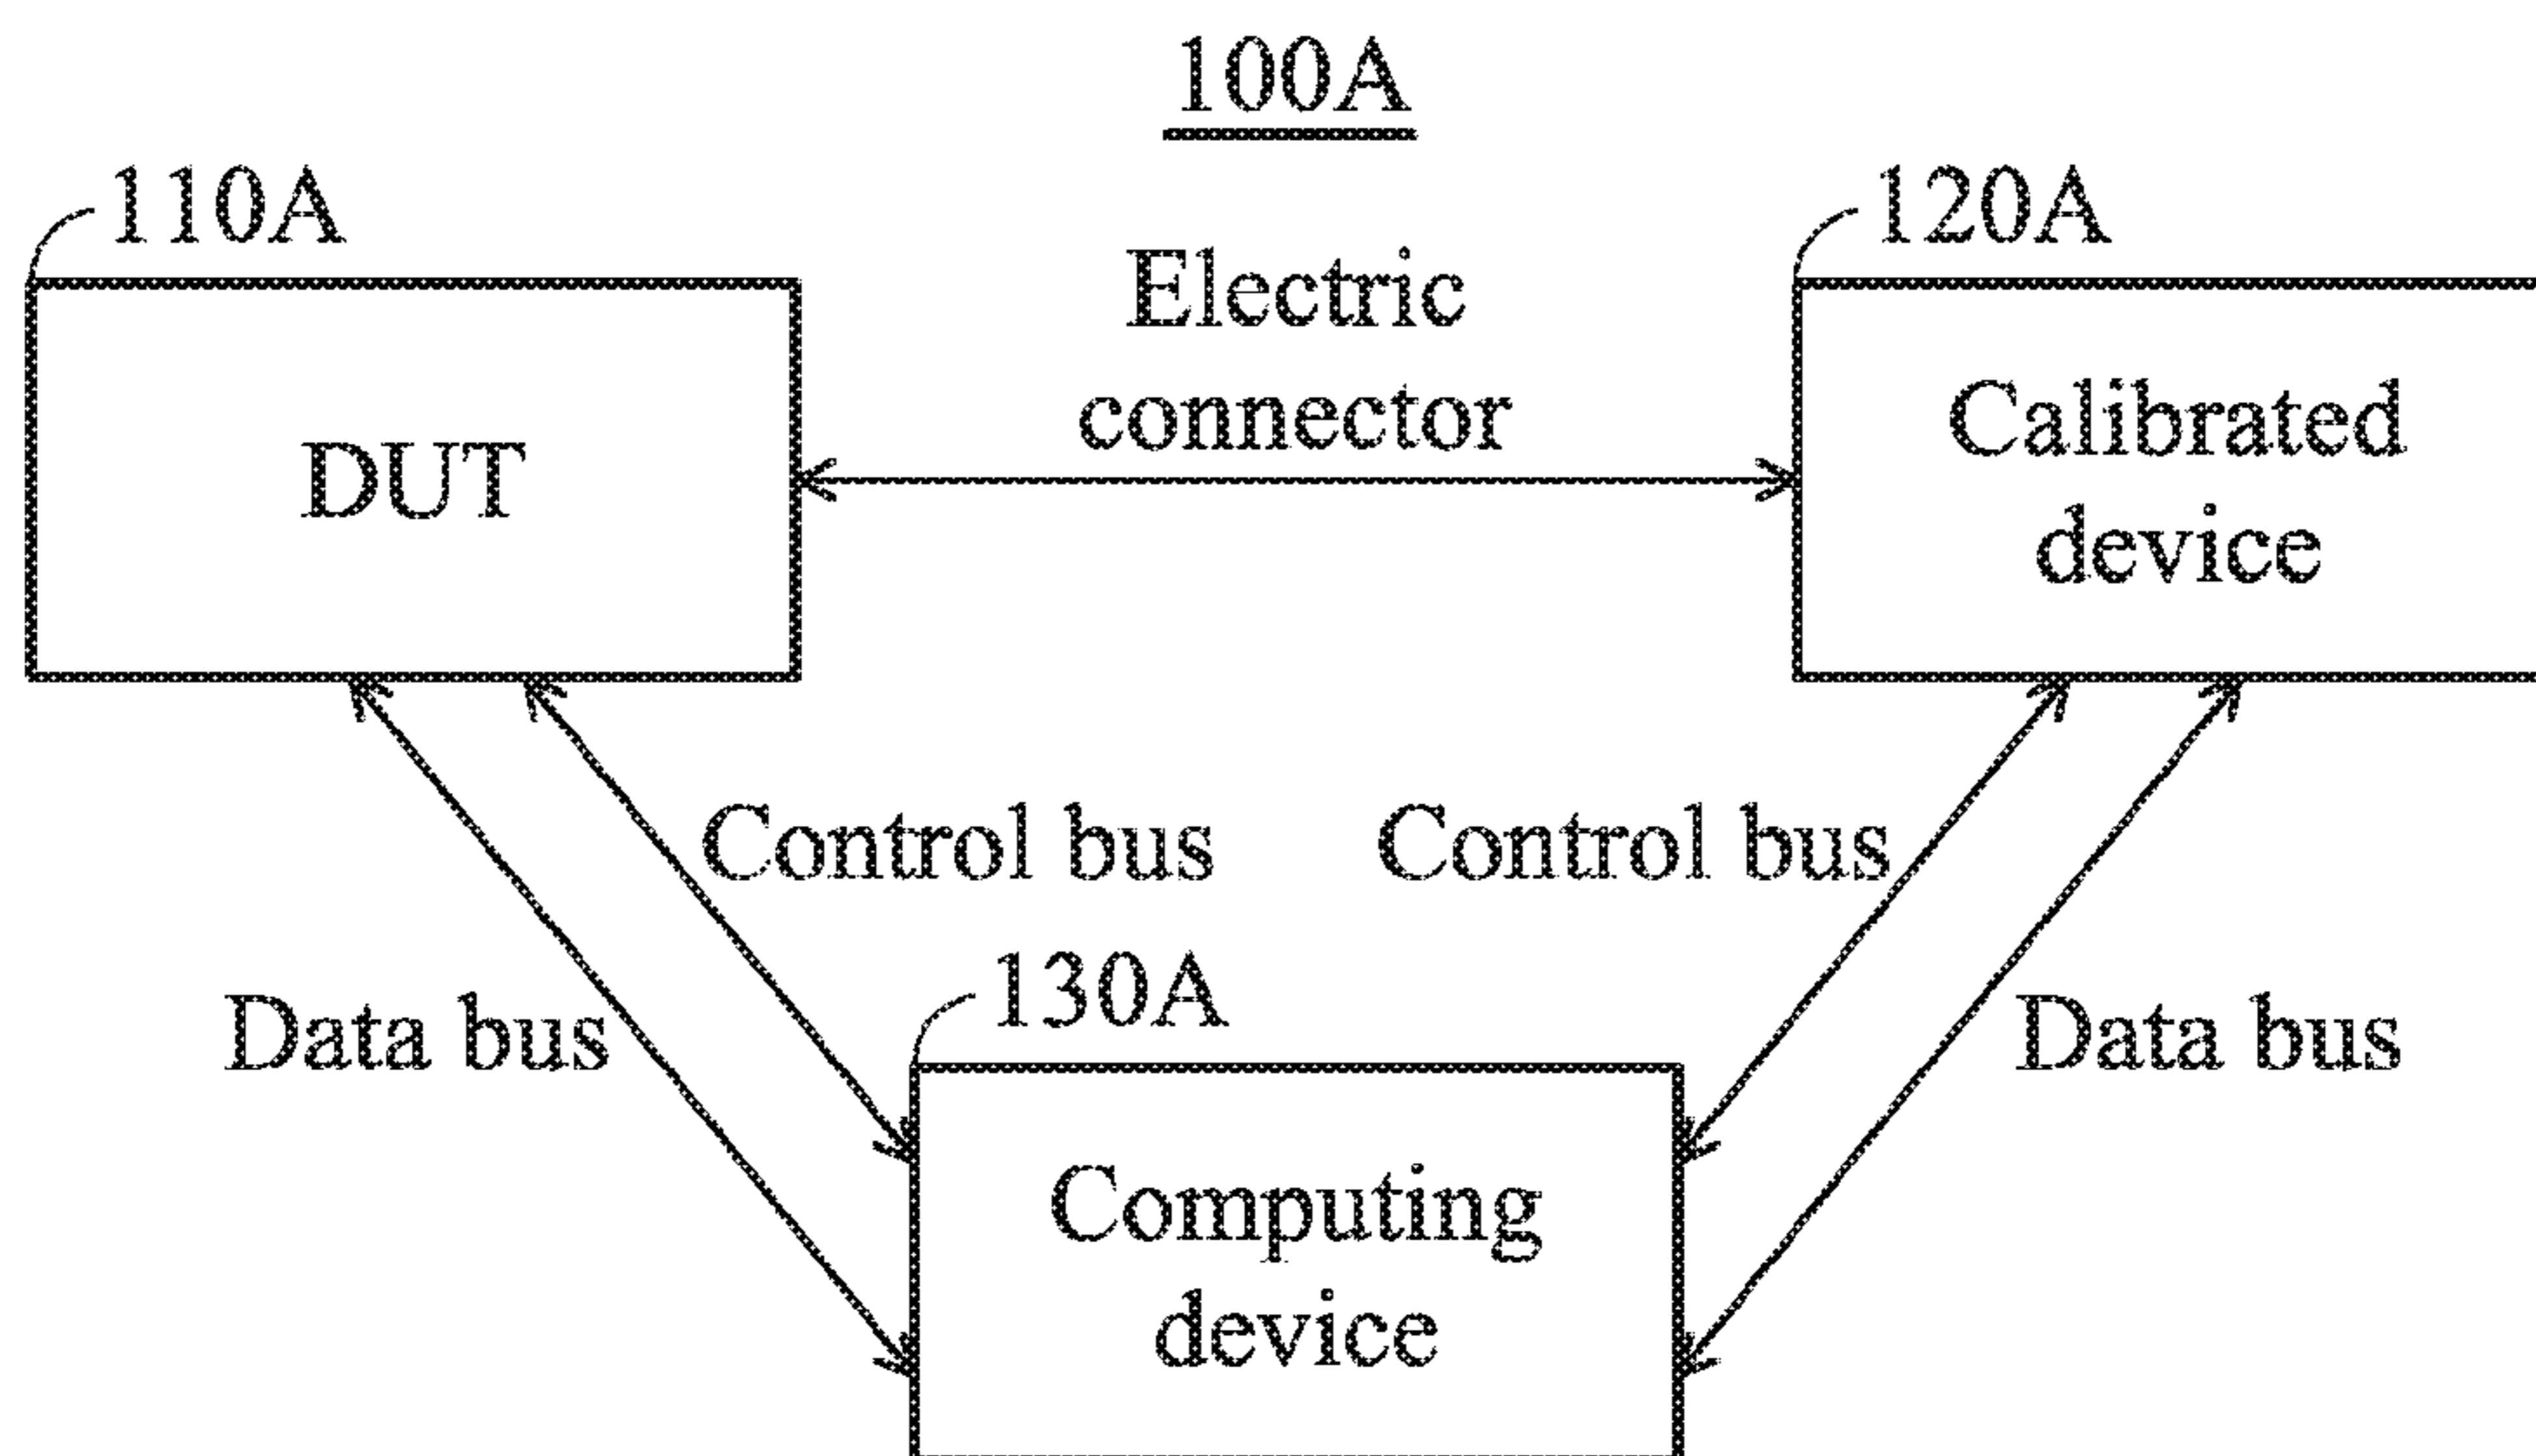 100A
110A
120A
Electric
connector
DUT
Calibrated
device
Control bus
Control bus
130A
Data bus
Data bus
Computing
device